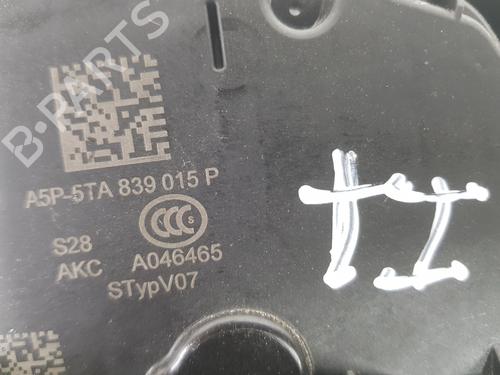 B-PARTS
A5P-5TA 839 015 P
CCC S
S28
AKC A046465
STypV07